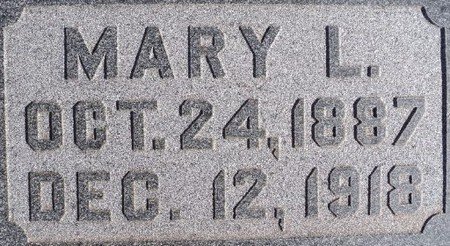 MARY L.
OCT. 24, 1887
DEC. 12, 1918